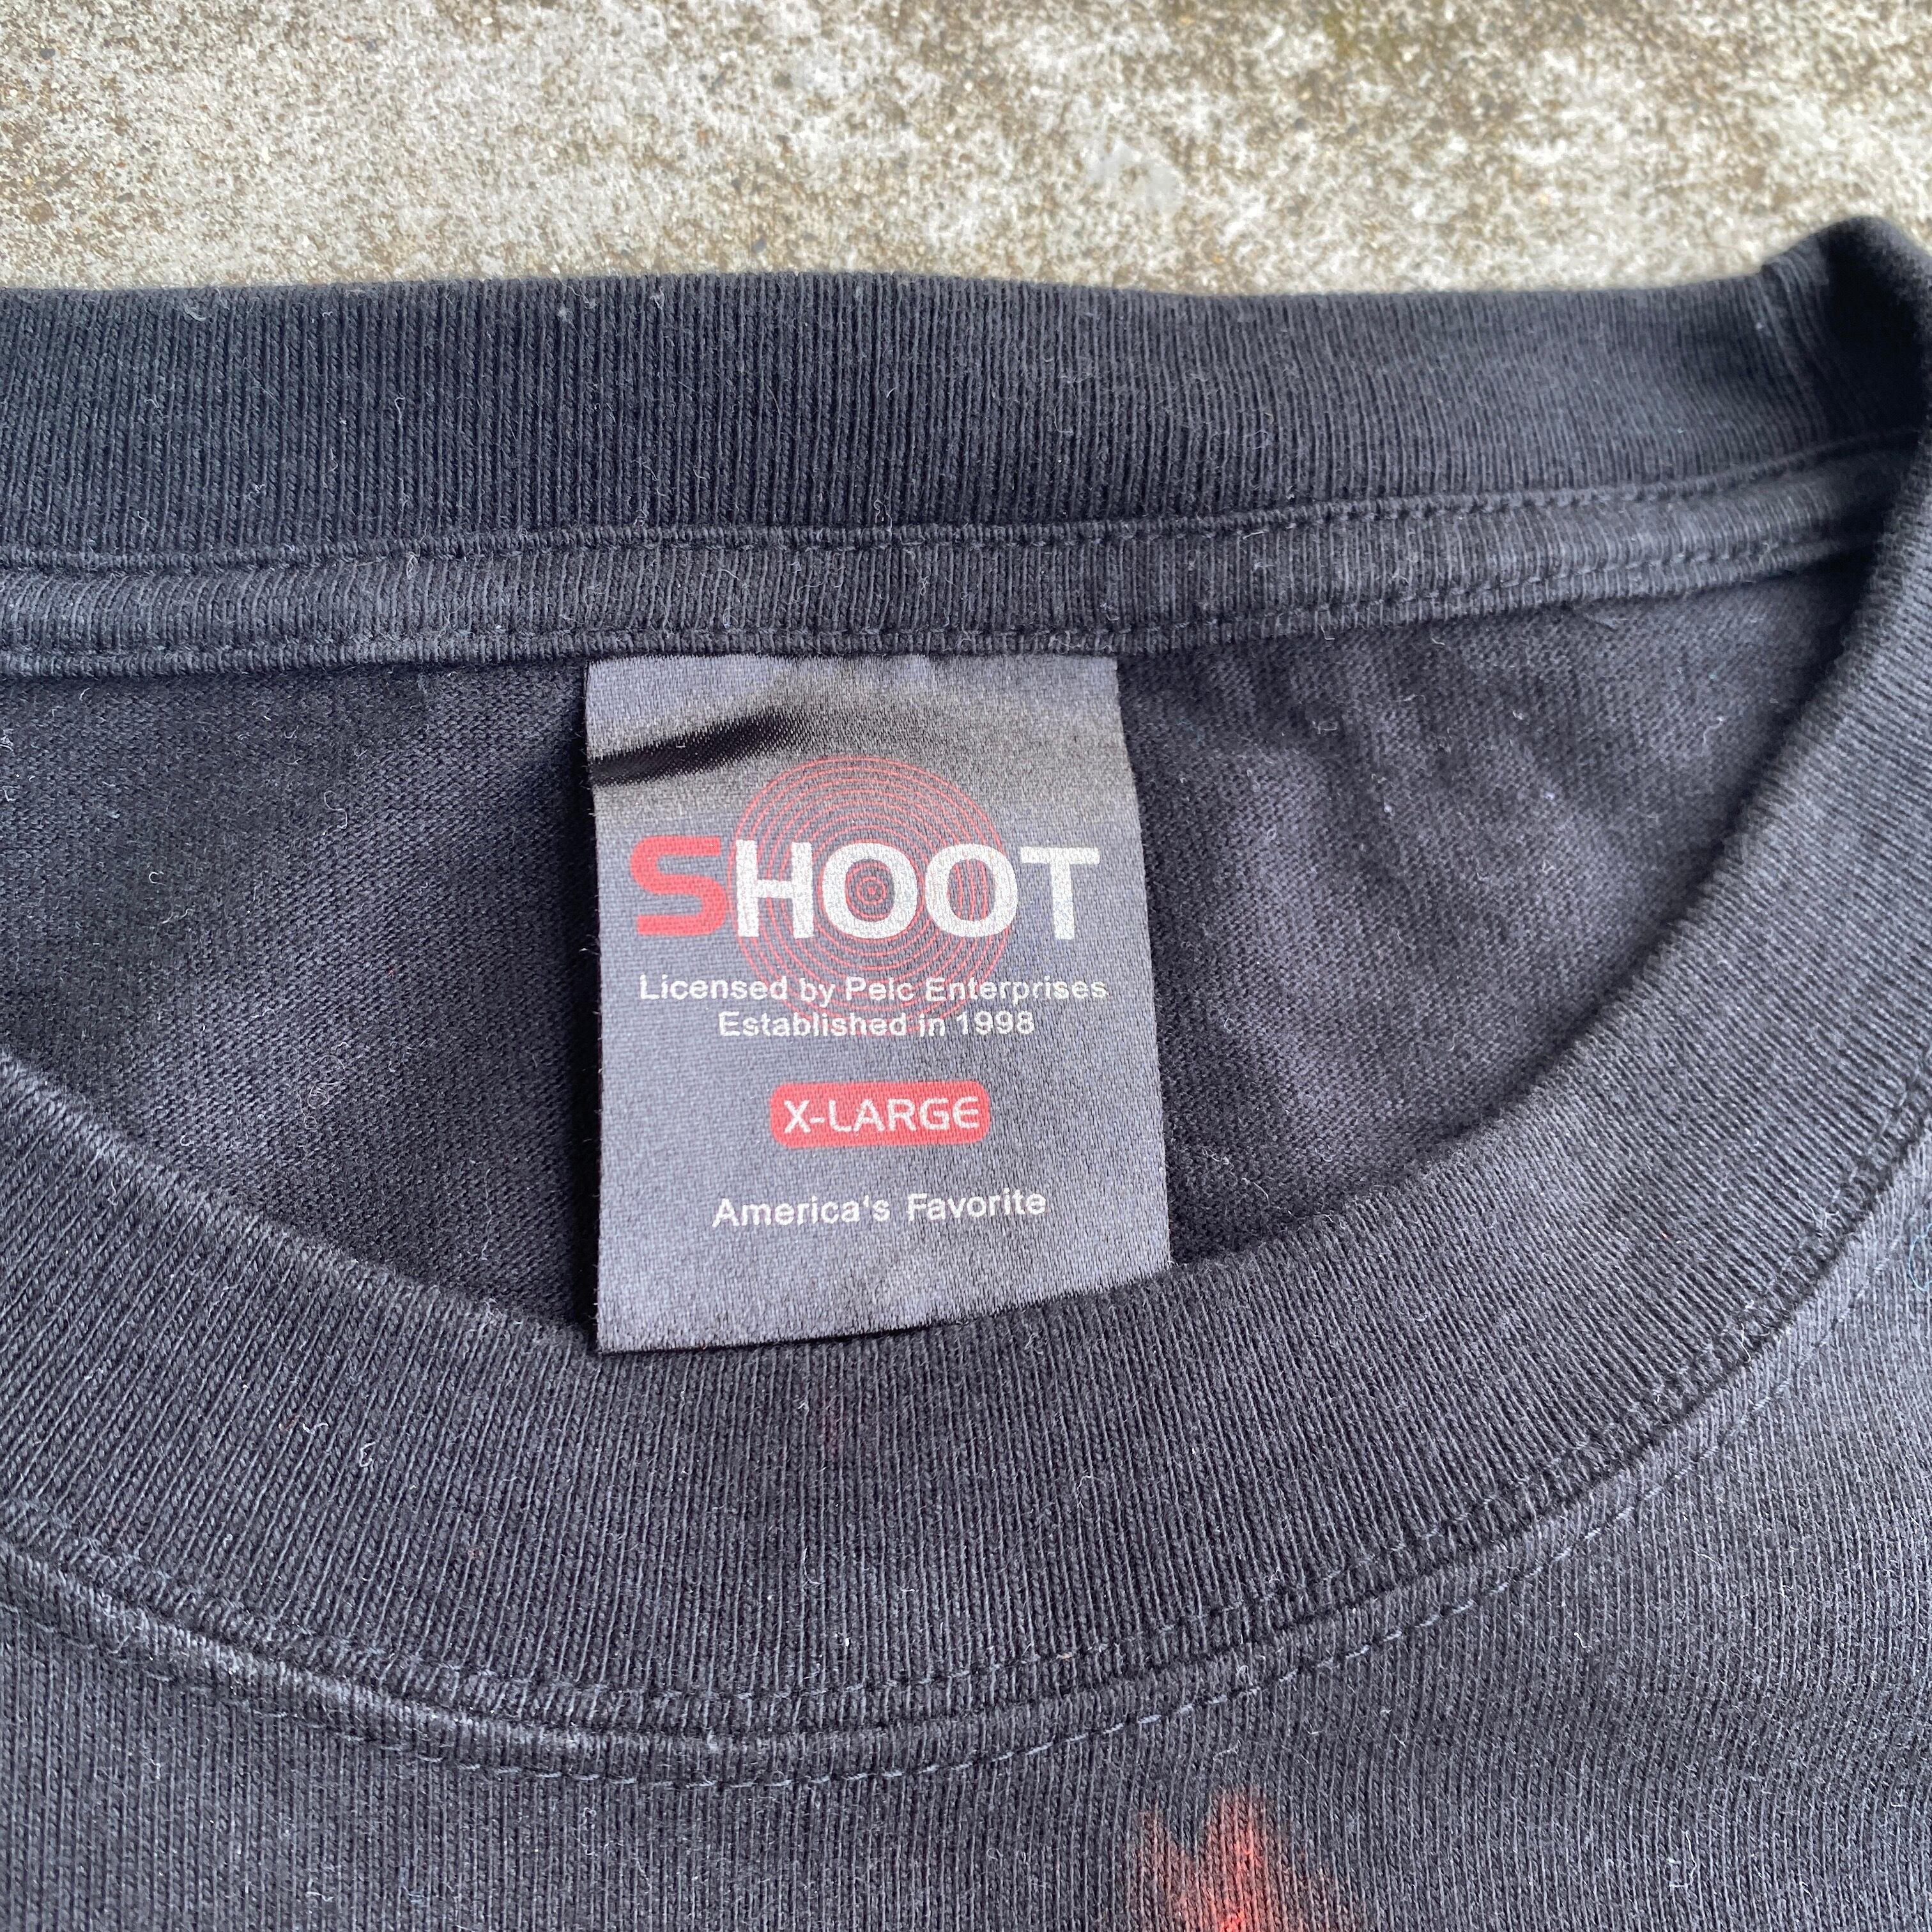 SHOOT
Licensed by Pelc Enterprises
Established in 1998
X-LARGE
America's Favorite